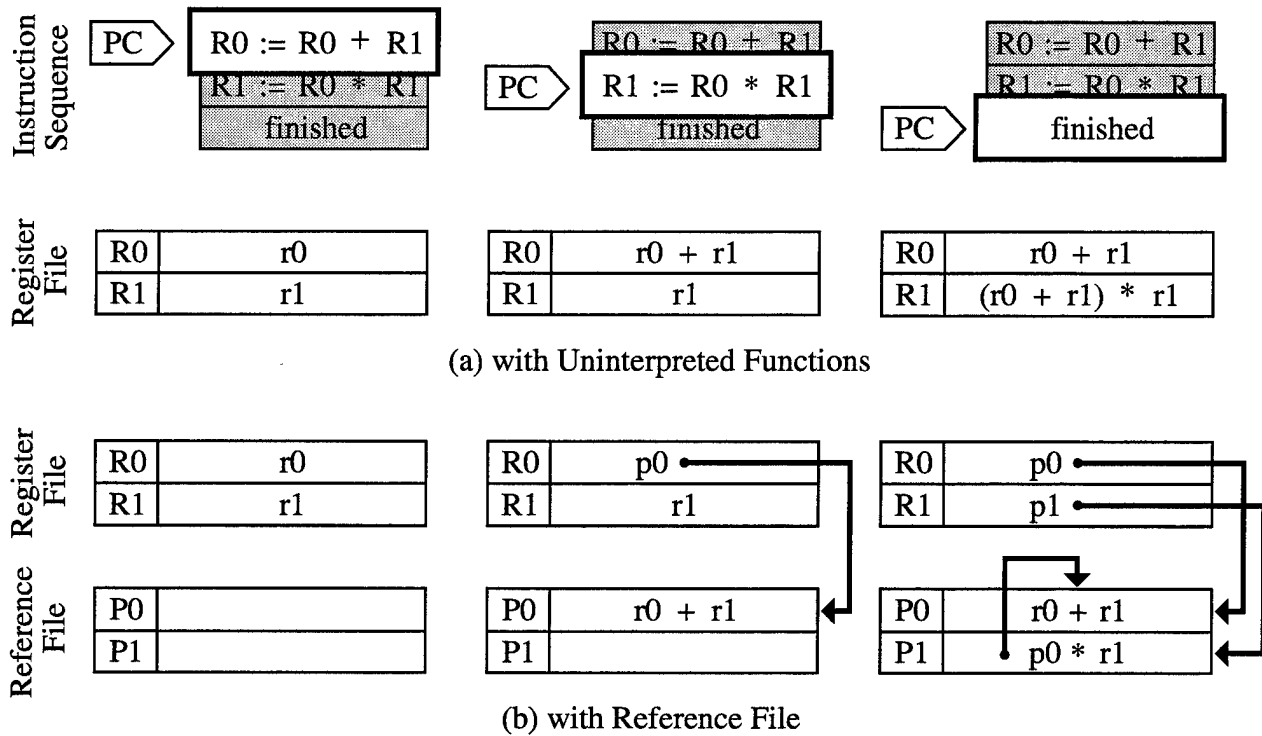 Instruction Sequence
PC
R0 := R0 + R1
R1 := R0 * R1
finished
PC
R0 := R0 + R1
R1 := R0 * R1
finished
PC
R0 := R0 + R1
R1 := R0 * R1
finished
Register File
R0 r0
R1 r1
R0 r0 + r1
R1 r1
R0 r0 + r1
R1 (r0 + r1) * r1
(a) with Uninterpreted Functions
Register File
R0 r0
R1 r1
R0 p0
R1 r1
R0 p0
R1 p1
Reference File
P0
P1
P0 r0 + r1
P1
P0 r0 + r1
P1 p0 * r1
(b) with Reference File